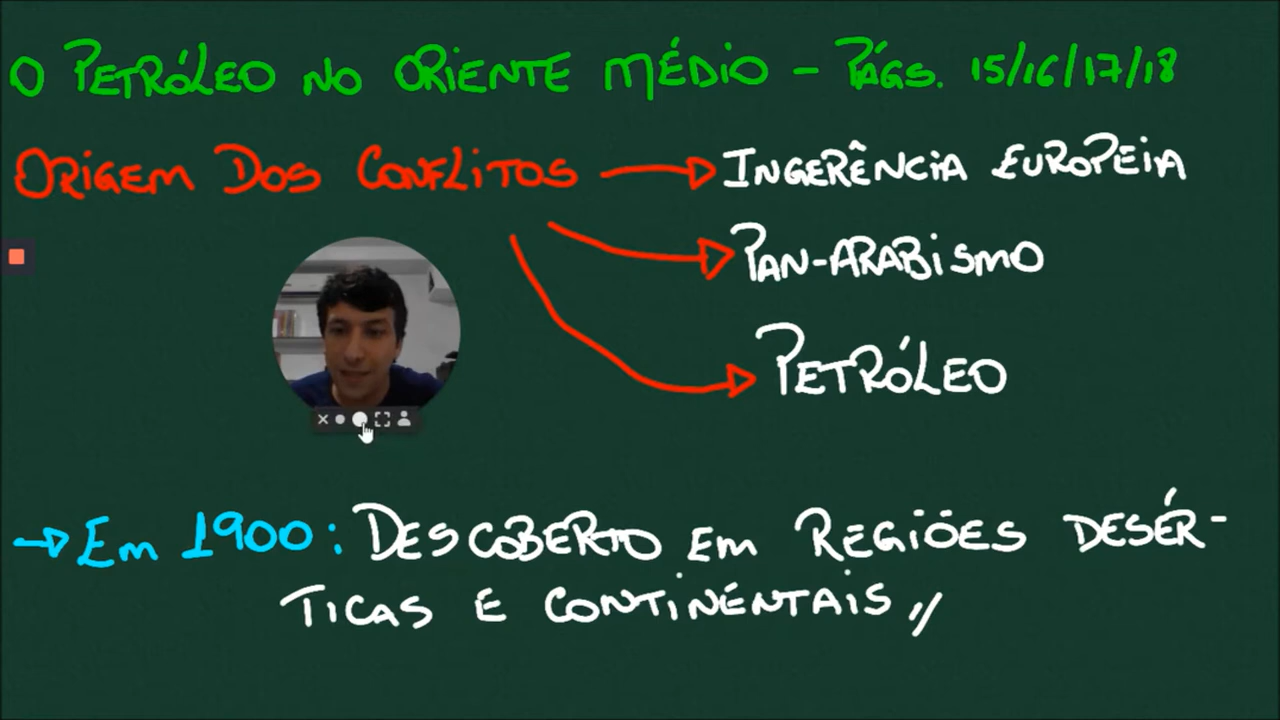 O PETRÓLEO NO ORIENTE MÉDIO - PÁGS. 15/16/17/18
ORIGEM DOS CONFLITOS → INGERÊNCIA EUROPEIA
PAN-ARABISMO
PETRÓLEO
→ Em 1900: DESCOBERTO EM REGIÕES DESÉR-
TICAS E CONTINENTAIS //